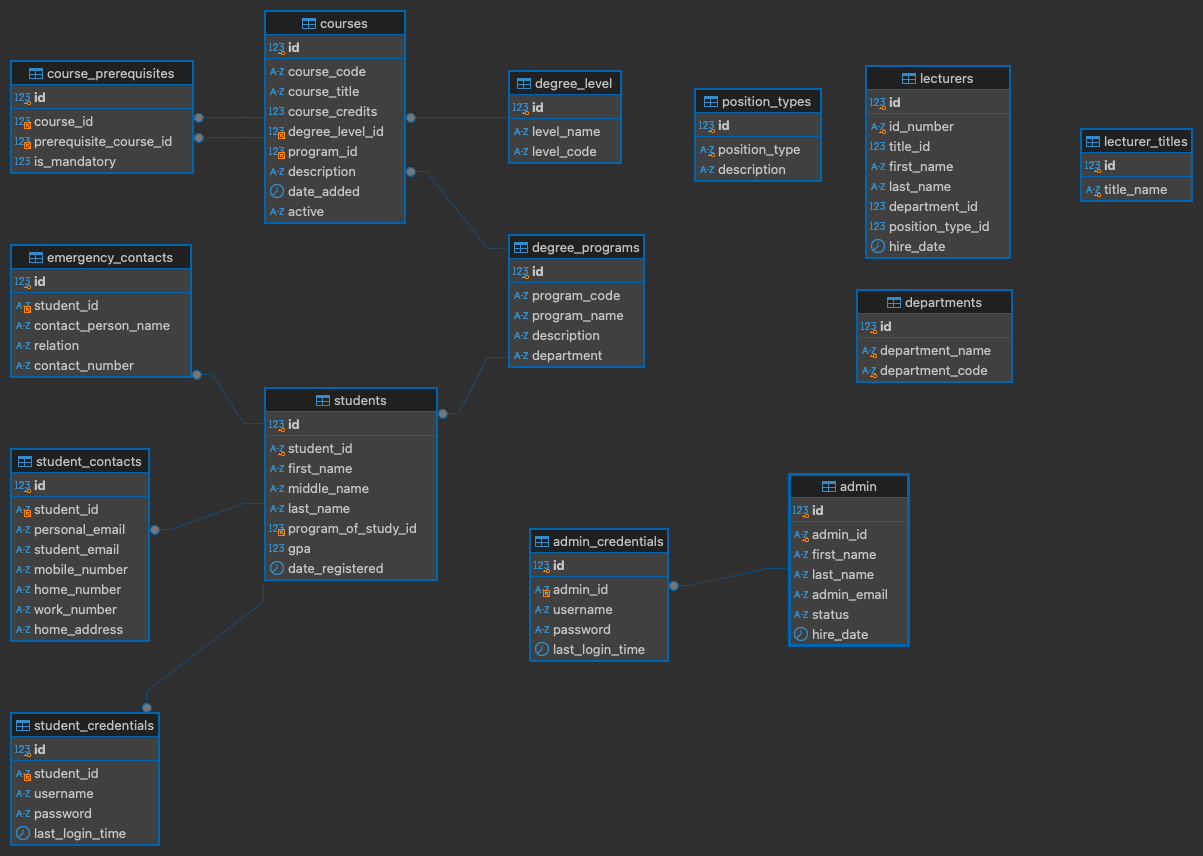 courses
123 id
A-Z course_code
A-Z course_title
123 course_credits
123 degree_level_id
123 program_id
A-Z description
date_added
A-Z active
course_prerequisites
123 id
123 course_id
123 prerequisite_course_id
123 is_mandatory
degree_level
123 id
A-Z level_name
A-Z level_code
position_types
123 id
A-Z position_type
A-Z description
lecturers
123 id
A-Z id_number
123 title_id
A-Z first_name
A-Z last_name
123 department_id
123 position_type_id
hire_date
lecturer_titles
123 id
A-Z title_name
emergency_contacts
123 id
A-Z student_id
A-Z contact_person_name
A-Z relation
A-Z contact_number
degree_programs
123 id
A-Z program_code
A-Z program_name
A-Z description
A-Z department
departments
123 id
A-Z department_name
A-Z department_code
students
123 id
A-Z student_id
A-Z first_name
A-Z middle_name
A-Z last_name
123 program_of_study_id
123 gpa
date_registered
student_contacts
123 id
A-Z student_id
A-Z personal_email
A-Z student_email
A-Z mobile_number
A-Z home_number
A-Z work_number
A-Z home_address
admin_credentials
123 id
A-Z admin_id
A-Z username
A-Z password
last_login_time
admin
123 id
A-Z admin_id
A-Z first_name
A-Z last_name
A-Z admin_email
A-Z status
hire_date
student_credentials
123 id
A-Z student_id
A-Z username
A-Z password
last_login_time